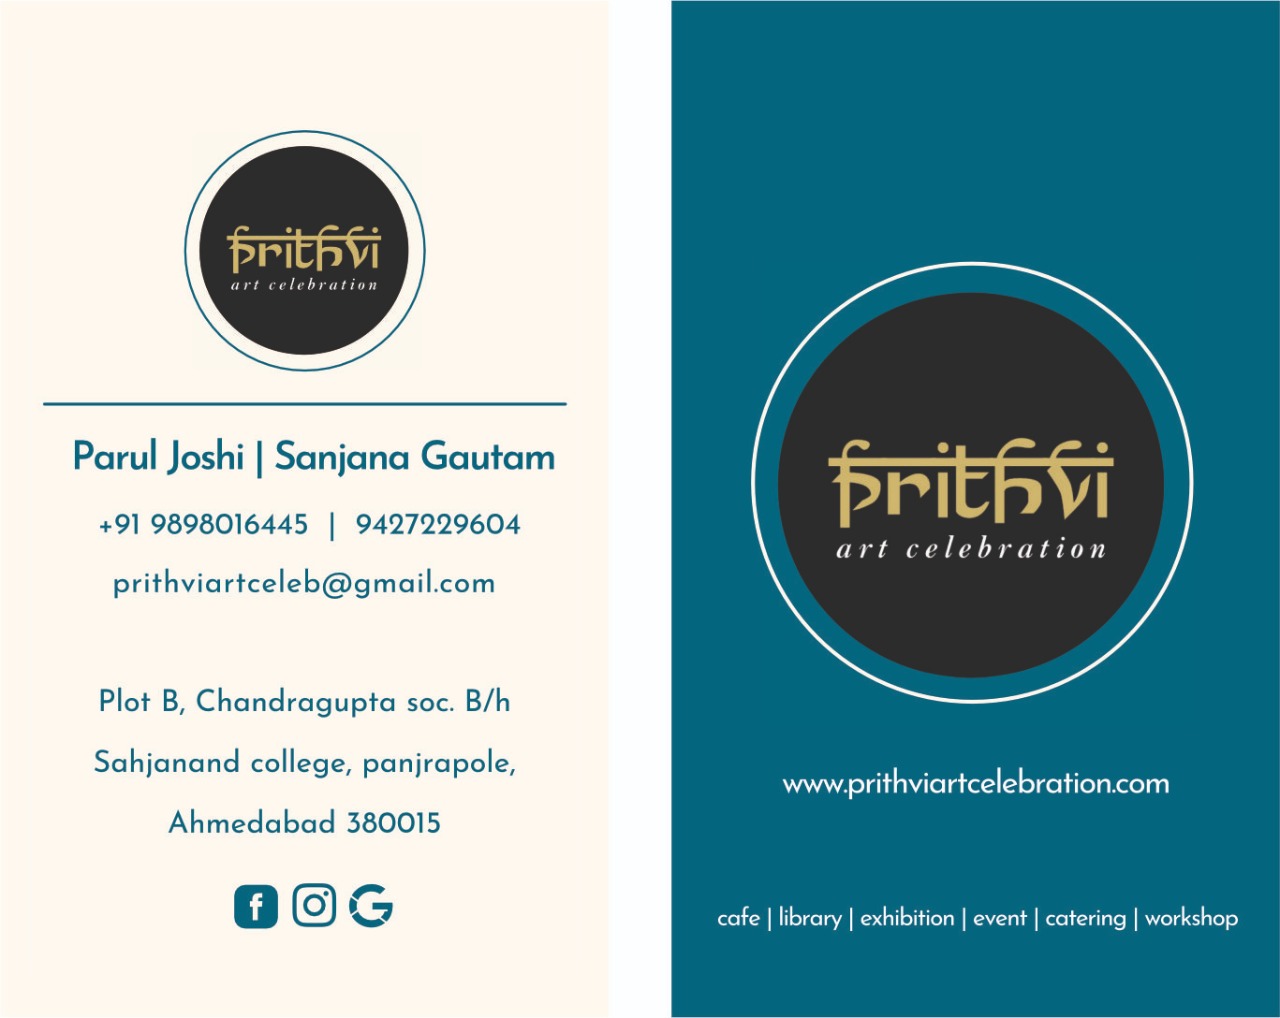 prithvi
art celebration
Parul Joshi | Sanjana Gautam
+91 9898016445 | 9427229604
prithviartceleb@gmail.com
Plot B, Chandragupta soc. B/h
Sahjanand college, panjrapole,
Ahmedabad 380015
prithvi
art celebration
www.prithviartcelebration.com
cafe | library | exhibition | event | catering | workshop